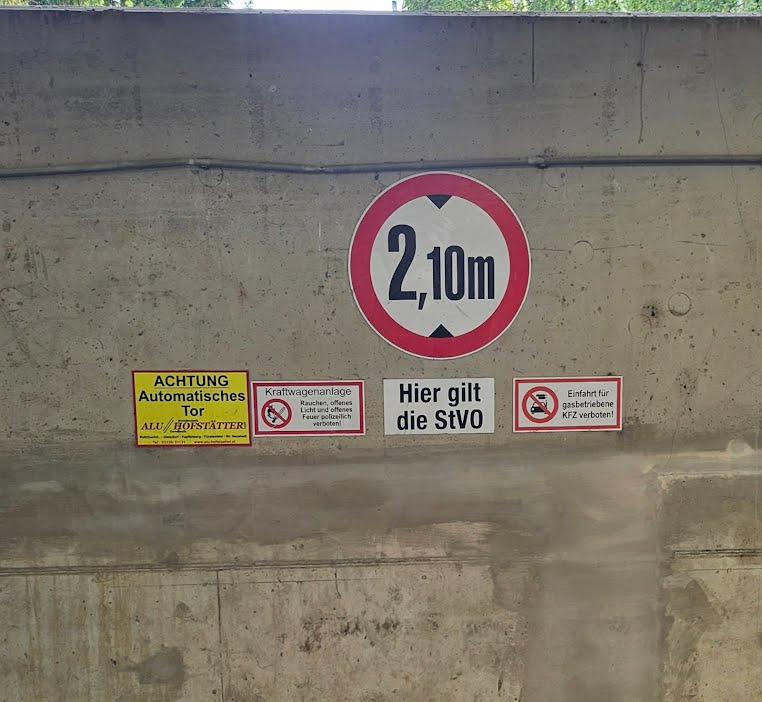 2,10m
ACHTUNG
Automatisches
Tor
ALU // HOFSTÄTTER
Kraftwagenanlage
Rauchen, offenes
Licht und offenes
Feuer polizeilich
verboten!
Hier gilt
die StVO
Einfahrt für
gasbetriebene
KFZ verboten!